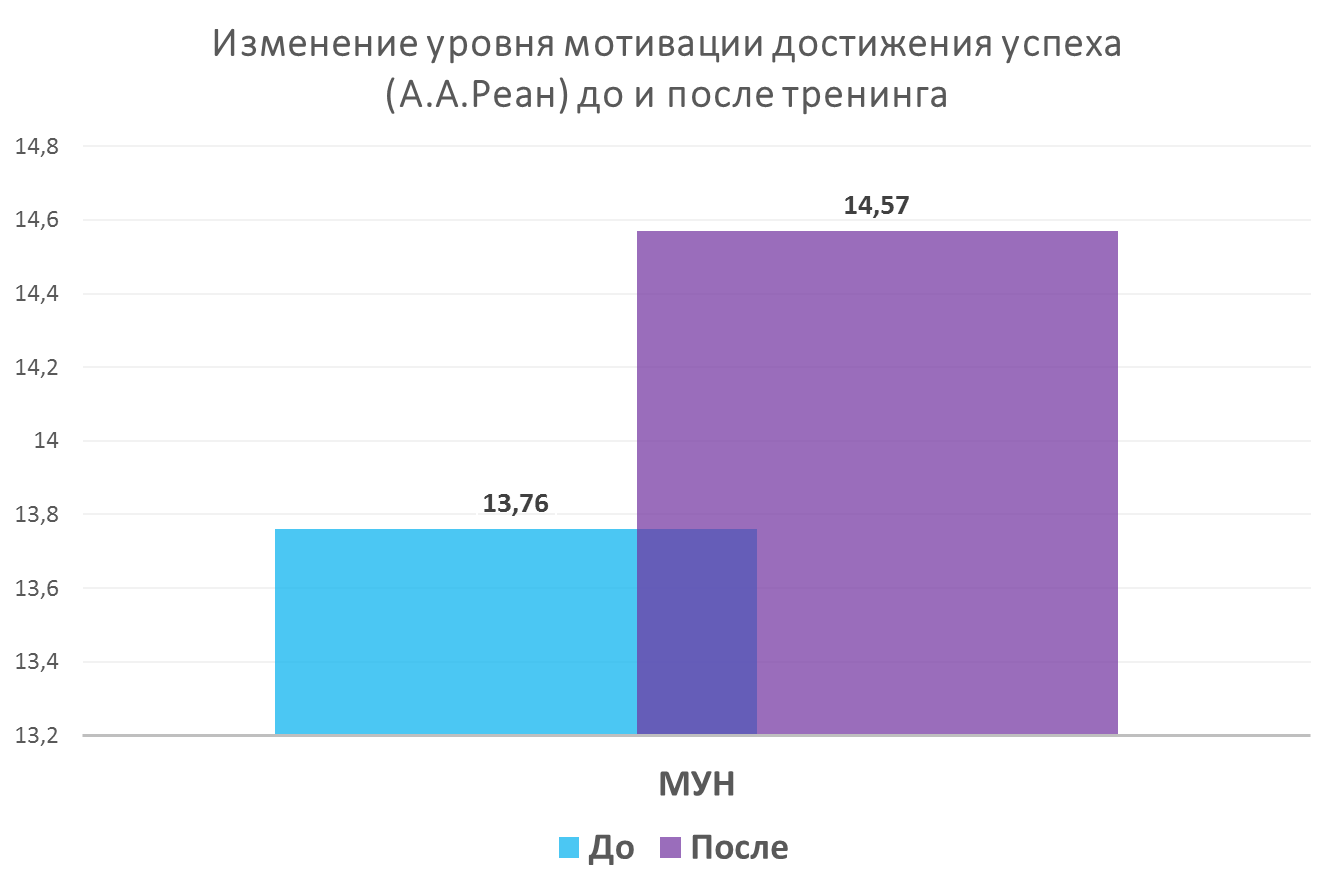 Изменение уровня мотивации достижения успеха
(А.А.Реан) до и после тренинга
14,8
14,6
14,4
14,2
14
13,8
13,6
13,4
13,2
14,57
13,76
МУН
До После